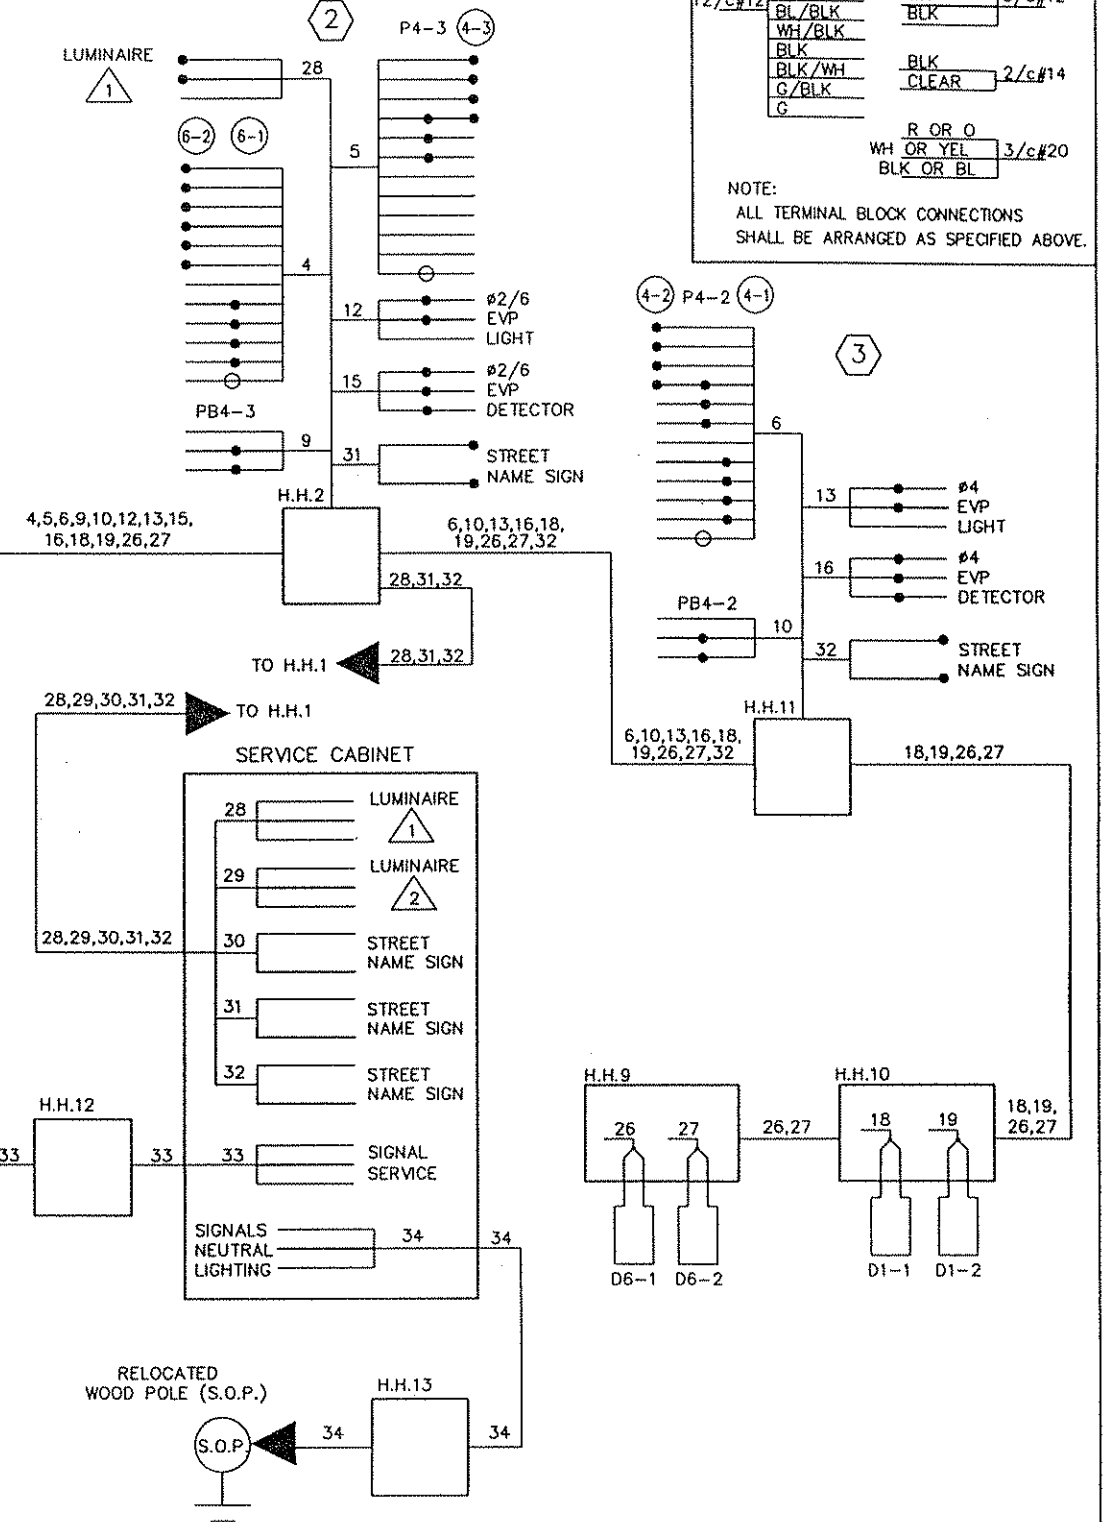 2
P4-3 4-3
LUMINAIRE
1
28
6-2 6-1
5
4
12
ø2/6
EVP
LIGHT
15
ø2/6
EVP
DETECTOR
PB4-3
9
31
STREET
NAME SIGN
H.H.2
4,5,6,9,10,12,13,15,
16,18,19,26,27
6,10,13,16,18,
19,26,27,32
28,31,32
TO H.H.1
28,31,32
28,29,30,31,32
TO H.H.1
12/c#12
BL/BLK
WH/BLK
BLK
BLK/WH
G/BLK
G
BLK
BLK
CLEAR
2/c#14
R OR O
WH OR YEL
BLK OR BL
3/c#20
NOTE:
ALL TERMINAL BLOCK CONNECTIONS
SHALL BE ARRANGED AS SPECIFIED ABOVE.
4-2 P4-2 4-1
3
6
13
ø4
EVP
LIGHT
16
ø4
EVP
DETECTOR
PB4-2
10
32
STREET
NAME SIGN
H.H.11
6,10,13,16,18,
19,26,27,32
18,19,26,27
SERVICE CABINET
28
LUMINAIRE
1
29
LUMINAIRE
2
28,29,30,31,32
30
STREET
NAME SIGN
31
STREET
NAME SIGN
32
STREET
NAME SIGN
H.H.12
33
33
33
SIGNAL
SERVICE
SIGNALS
NEUTRAL
LIGHTING
34
34
H.H.9
26
27
26,27
H.H.10
18
19
18,19,
26,27
D6-1 D6-2
D1-1 D1-2
RELOCATED
WOOD POLE (S.O.P.)
H.H.13
S.O.P.
34
34